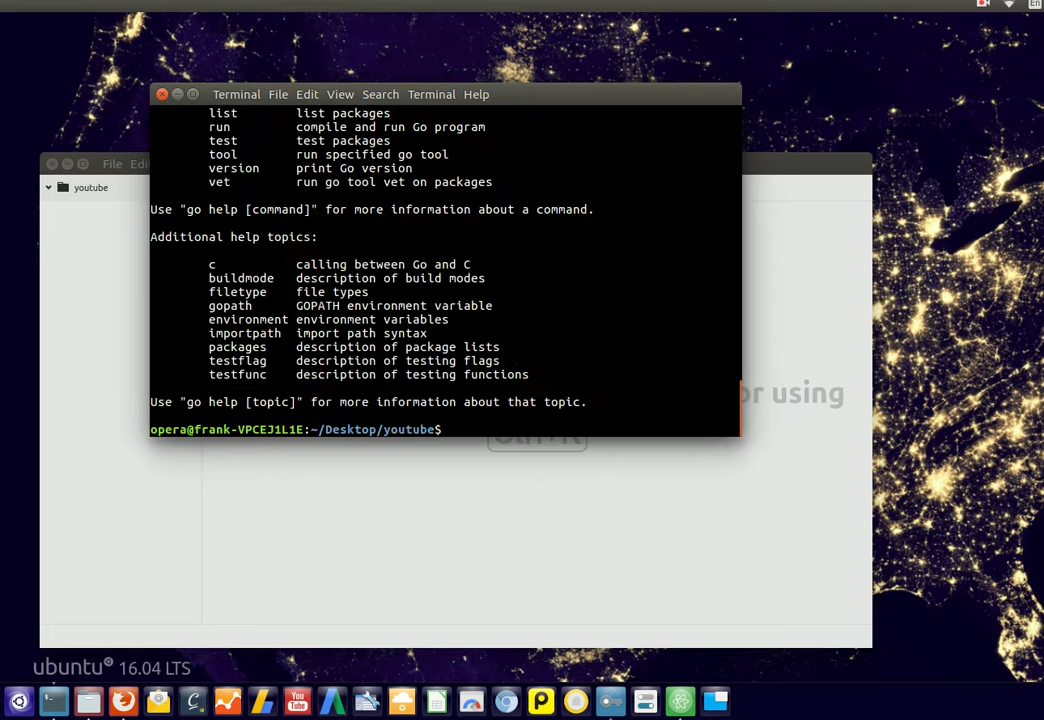 En
Terminal File Edit View Search Terminal Help
list list packages
run compile and run Go program
test test packages
tool run specified go tool
version print Go version
vet run go tool vet on packages
Use "go help [command]" for more information about a command.
Additional help topics:
c calling between Go and C
buildmode description of build modes
filetype file types
gopath GOPATH environment variable
environment environment variables
importpath import path syntax
packages description of package lists
testflag description of testing flags
testfunc description of testing functions
Use "go help [topic]" for more information about that topic.
opera@frank-VPCEJ1L1E:~/Desktop/youtube$
File Edi
youtube
or using
Ctrl+K
ubuntu 16.04 LTS
You
Tube